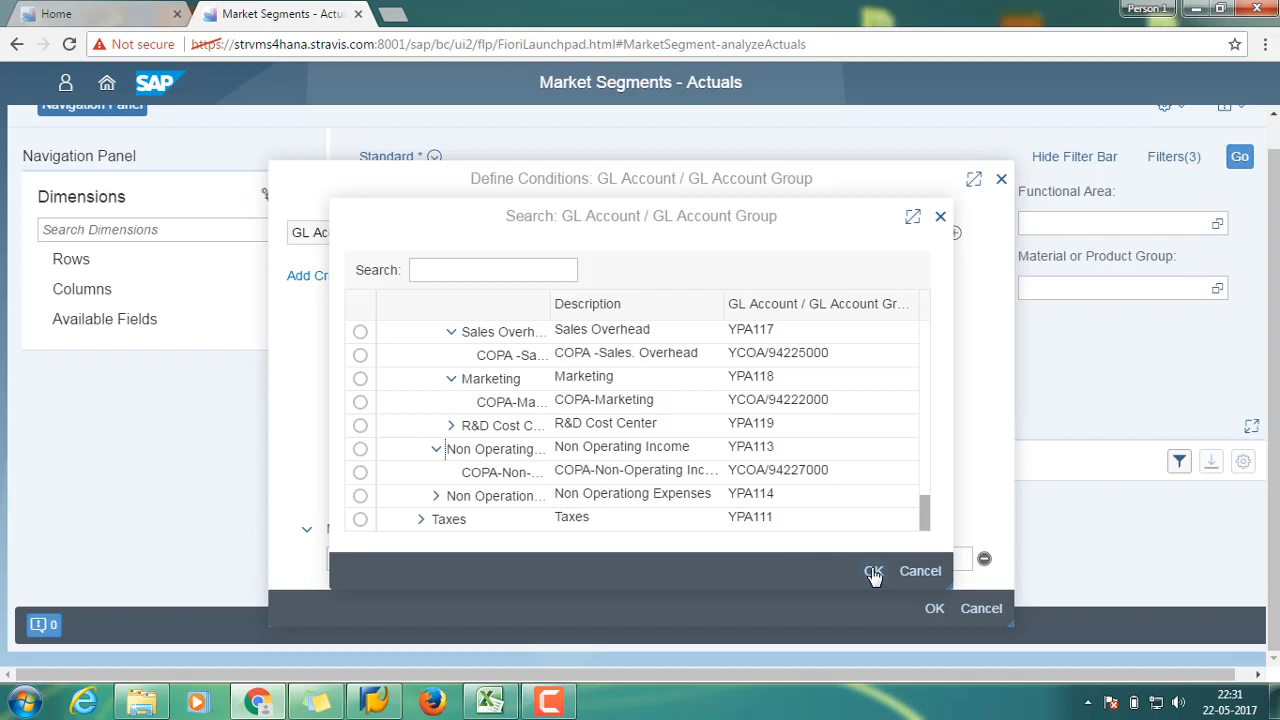 Home
Market Segments - Actua
Person 1
Not secure
https://strvms4hana.stravis.com:8001/sap/bc/ui2/flp/FioriLaunchpad.html#MarketSegment-analyzeActuals
SAP
Market Segments - Actuals
Navigation Panel
Navigation Panel
Standard *
Hide Filter Bar
Filters(3)
Go
Dimensions
Search Dimensions
Rows
Columns
Available Fields
Functional Area:
Material or Product Group:
Define Conditions: GL Account / GL Account Group
GL Ac
Add Cr
Search: GL Account / GL Account Group
Search:
Description
GL Account / GL Account Gr...
Sales Overh...
Sales Overhead
YPA117
COPA -Sa...
COPA -Sales. Overhead
YCOA/94225000
Marketing
Marketing
YPA118
COPA-Ma...
COPA-Marketing
YCOA/94222000
R&D Cost C...
R&D Cost Center
YPA119
Non Operating...
Non Operating Income
YPA113
COPA-Non-...
COPA-Non-Operating Inc...
YCOA/94227000
Non Operation...
Non Operationg Expenses
YPA114
Taxes
Taxes
YPA111
OK
Cancel
OK
Cancel
0
22:31
22-05-2017